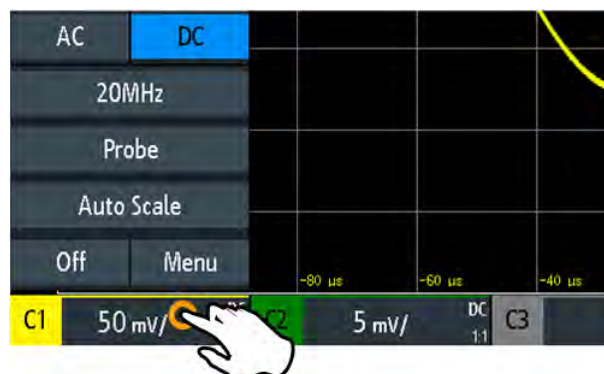 AC DC
20MHz
Probe
Auto Scale
Off Menu
-80 µs -60 µs -40 µs
C1 50 mV/ DC C2 5 mV/ DC 1:1 C3